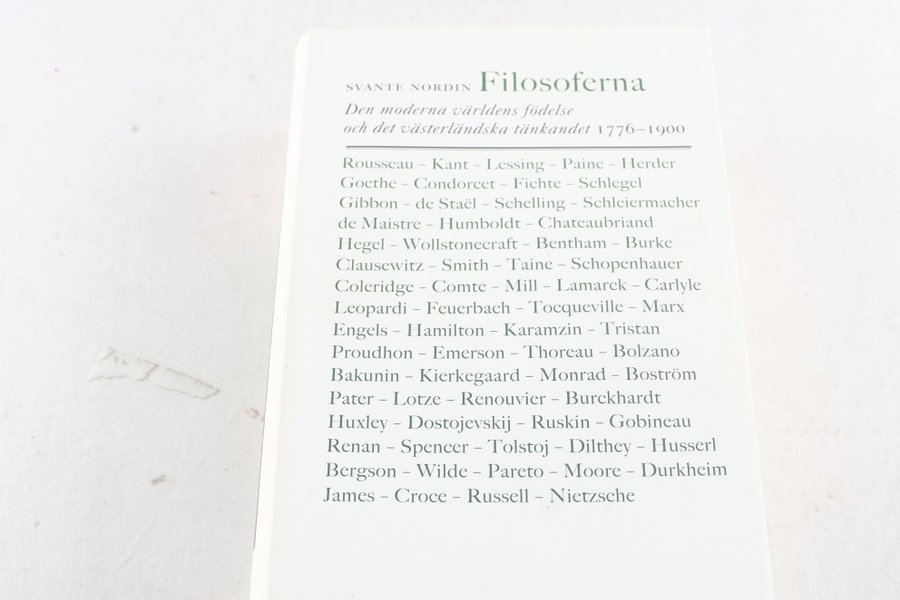 SVANTE NORDIN Filosoferna
Den moderna världens födelse
och det västerländska tänkandet 1776–1900
Rousseau – Kant – Lessing – Paine – Herder
Goethe – Condorcet – Fichte – Schlegel
Gibbon – de Staël – Schelling – Schleiermacher
de Maistre – Humboldt – Chateaubriand
Hegel – Wollstonecraft – Bentham – Burke
Clausewitz – Smith – Taine – Schopenhauer
Coleridge – Comte – Mill – Lamarck – Carlyle
Leopardi – Feuerbach – Tocqueville – Marx
Engels – Hamilton – Karamzin – Tristan
Proudhon – Emerson – Thoreau – Bolzano
Bakunin – Kierkegaard – Monrad – Boström
Pater – Lotze – Renouvier – Burckhardt
Huxley – Dostojevskij – Ruskin – Gobineau
Renan – Spencer – Tolstoj – Dilthey – Husserl
Bergson – Wilde – Pareto – Moore – Durkheim
James – Croce – Russell – Nietzsche